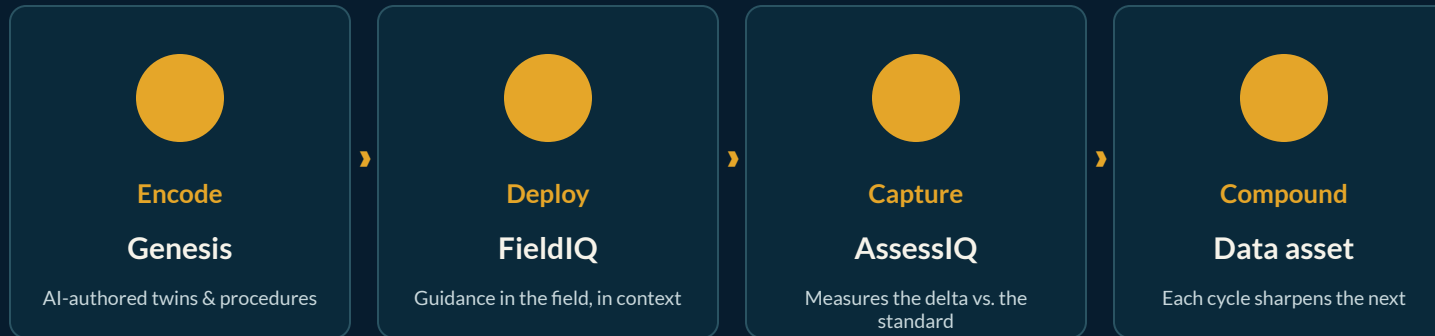 Encode
Genesis
AI-authored twins & procedures
Deploy
FieldIQ
Guidance in the field, in context
Capture
AssessIQ
Measures the delta vs. the
standard
Compound
Data asset
Each cycle sharpens the next